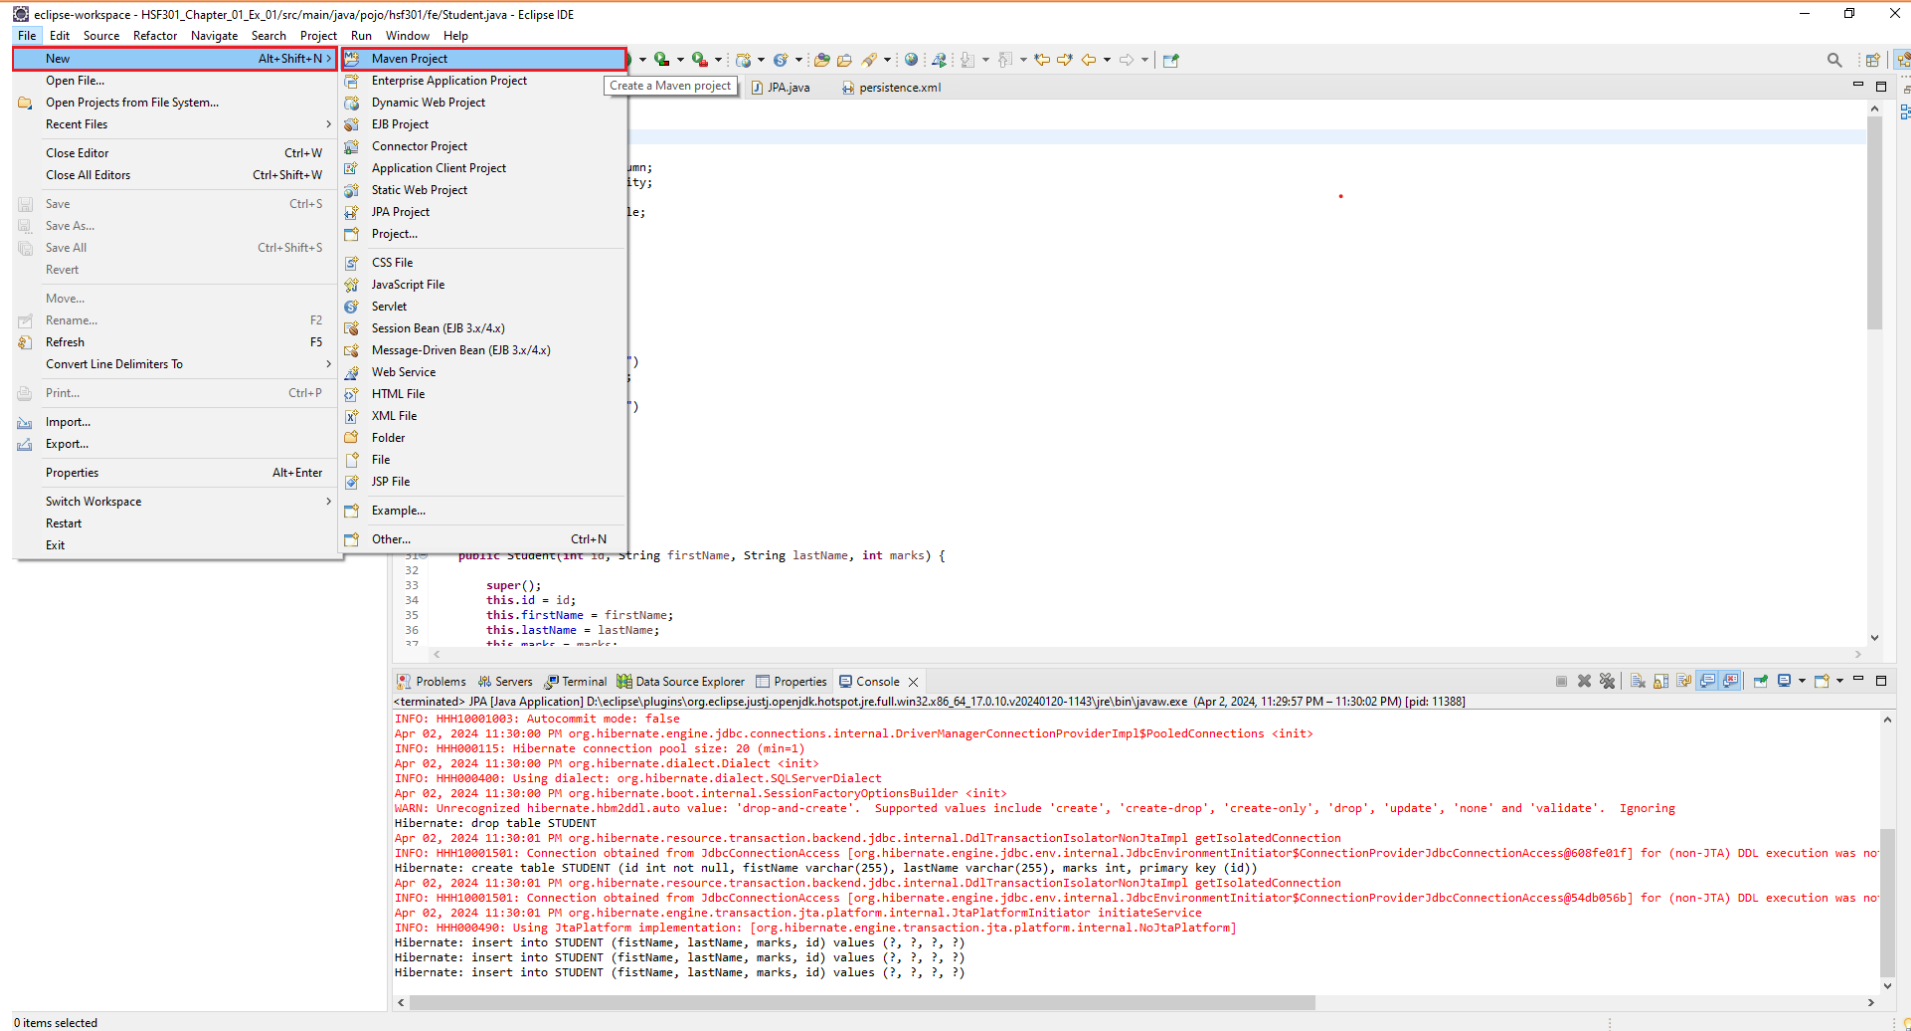 eclipse-workspace - HSF301_Chapter_01_Ex_01/src/main/java/pojo/hsf301/fe/Student.java - Eclipse IDE
File Edit Source Refactor Navigate Search Project Run Window Help
New Alt+Shift+N >
Open File...
Open Projects from File System...
Recent Files >
Close Editor Ctrl+W
Close All Editors Ctrl+Shift+W
Save Ctrl+S
Save As...
Save All Ctrl+Shift+S
Revert
Move...
Rename... F2
Refresh F5
Convert Line Delimiters To >
Print... Ctrl+P
Import...
Export...
Properties Alt+Enter
Switch Workspace >
Restart
Exit
Maven Project
Enterprise Application Project
Dynamic Web Project
EJB Project
Connector Project
Application Client Project
Static Web Project
JPA Project
Project...
CSS File
JavaScript File
Servlet
Session Bean (EJB 3.x/4.x)
Message-Driven Bean (EJB 3.x/4.x)
Web Service
HTML File
XML File
Folder
File
JSP File
Example...
Other... Ctrl+N
Create a Maven project
JPA.java persistence.xml
umn;
ity;
le;
")
;
")
31 public Student(int id, String firstName, String lastName, int marks) {
32
33 super();
34 this.id = id;
35 this.firstName = firstName;
36 this.lastName = lastName;
37 this.marks = marks;
Problems Servers Terminal Data Source Explorer Properties Console
<terminated> JPA [Java Application] D:\eclipse\plugins\org.eclipse.justj.openjdk.hotspot.jre.full.win32.x86_64_17.0.10.v20240120-1143\jre\bin\javaw.exe (Apr 2, 2024, 11:29:57 PM – 11:30:02 PM) [pid: 11388]
INFO: HHH10001003: Autocommit mode: false
Apr 02, 2024 11:30:00 PM org.hibernate.engine.jdbc.connections.internal.DriverManagerConnectionProviderImpl$PooledConnections <init>
INFO: HHH000115: Hibernate connection pool size: 20 (min=1)
Apr 02, 2024 11:30:00 PM org.hibernate.dialect.Dialect <init>
INFO: HHH000400: Using dialect: org.hibernate.dialect.SQLServerDialect
Apr 02, 2024 11:30:00 PM org.hibernate.boot.internal.SessionFactoryOptionsBuilder <init>
WARN: Unrecognized hibernate.hbm2ddl.auto value: 'drop-and-create'.  Supported values include 'create', 'create-drop', 'create-only', 'drop', 'update', 'none' and 'validate'.  Ignoring
Hibernate: drop table STUDENT
Apr 02, 2024 11:30:01 PM org.hibernate.resource.transaction.backend.jdbc.internal.DdlTransactionIsolatorNonJtaImpl getIsolatedConnection
INFO: HHH10001501: Connection obtained from JdbcConnectionAccess [org.hibernate.engine.jdbc.env.internal.JdbcEnvironmentInitiator$ConnectionProviderJdbcConnectionAccess@608fe01f] for (non-JTA) DDL execution was not
Hibernate: create table STUDENT (id int not null, fistName varchar(255), lastName varchar(255), marks int, primary key (id))
Apr 02, 2024 11:30:01 PM org.hibernate.resource.transaction.backend.jdbc.internal.DdlTransactionIsolatorNonJtaImpl getIsolatedConnection
INFO: HHH10001501: Connection obtained from JdbcConnectionAccess [org.hibernate.engine.jdbc.env.internal.JdbcEnvironmentInitiator$ConnectionProviderJdbcConnectionAccess@54db056b] for (non-JTA) DDL execution was not
Apr 02, 2024 11:30:01 PM org.hibernate.engine.transaction.jta.platform.internal.JtaPlatformInitiator initiateService
INFO: HHH000490: Using JtaPlatform implementation: [org.hibernate.engine.transaction.jta.platform.internal.NoJtaPlatform]
Hibernate: insert into STUDENT (fistName, lastName, marks, id) values (?, ?, ?, ?)
Hibernate: insert into STUDENT (fistName, lastName, marks, id) values (?, ?, ?, ?)
Hibernate: insert into STUDENT (fistName, lastName, marks, id) values (?, ?, ?, ?)
0 items selected